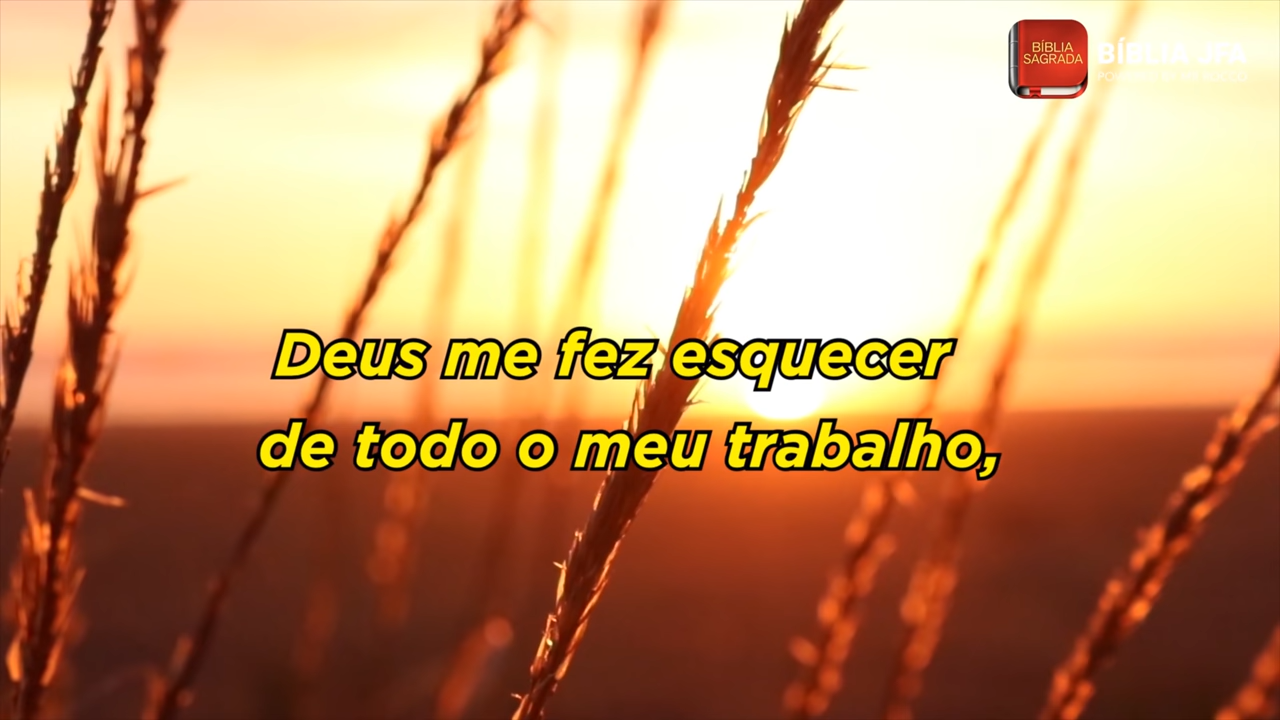 BÍBLIA
SAGRADA
BÍBLIA JFA
Deus me fez esquecer
de todo o meu trabalho,